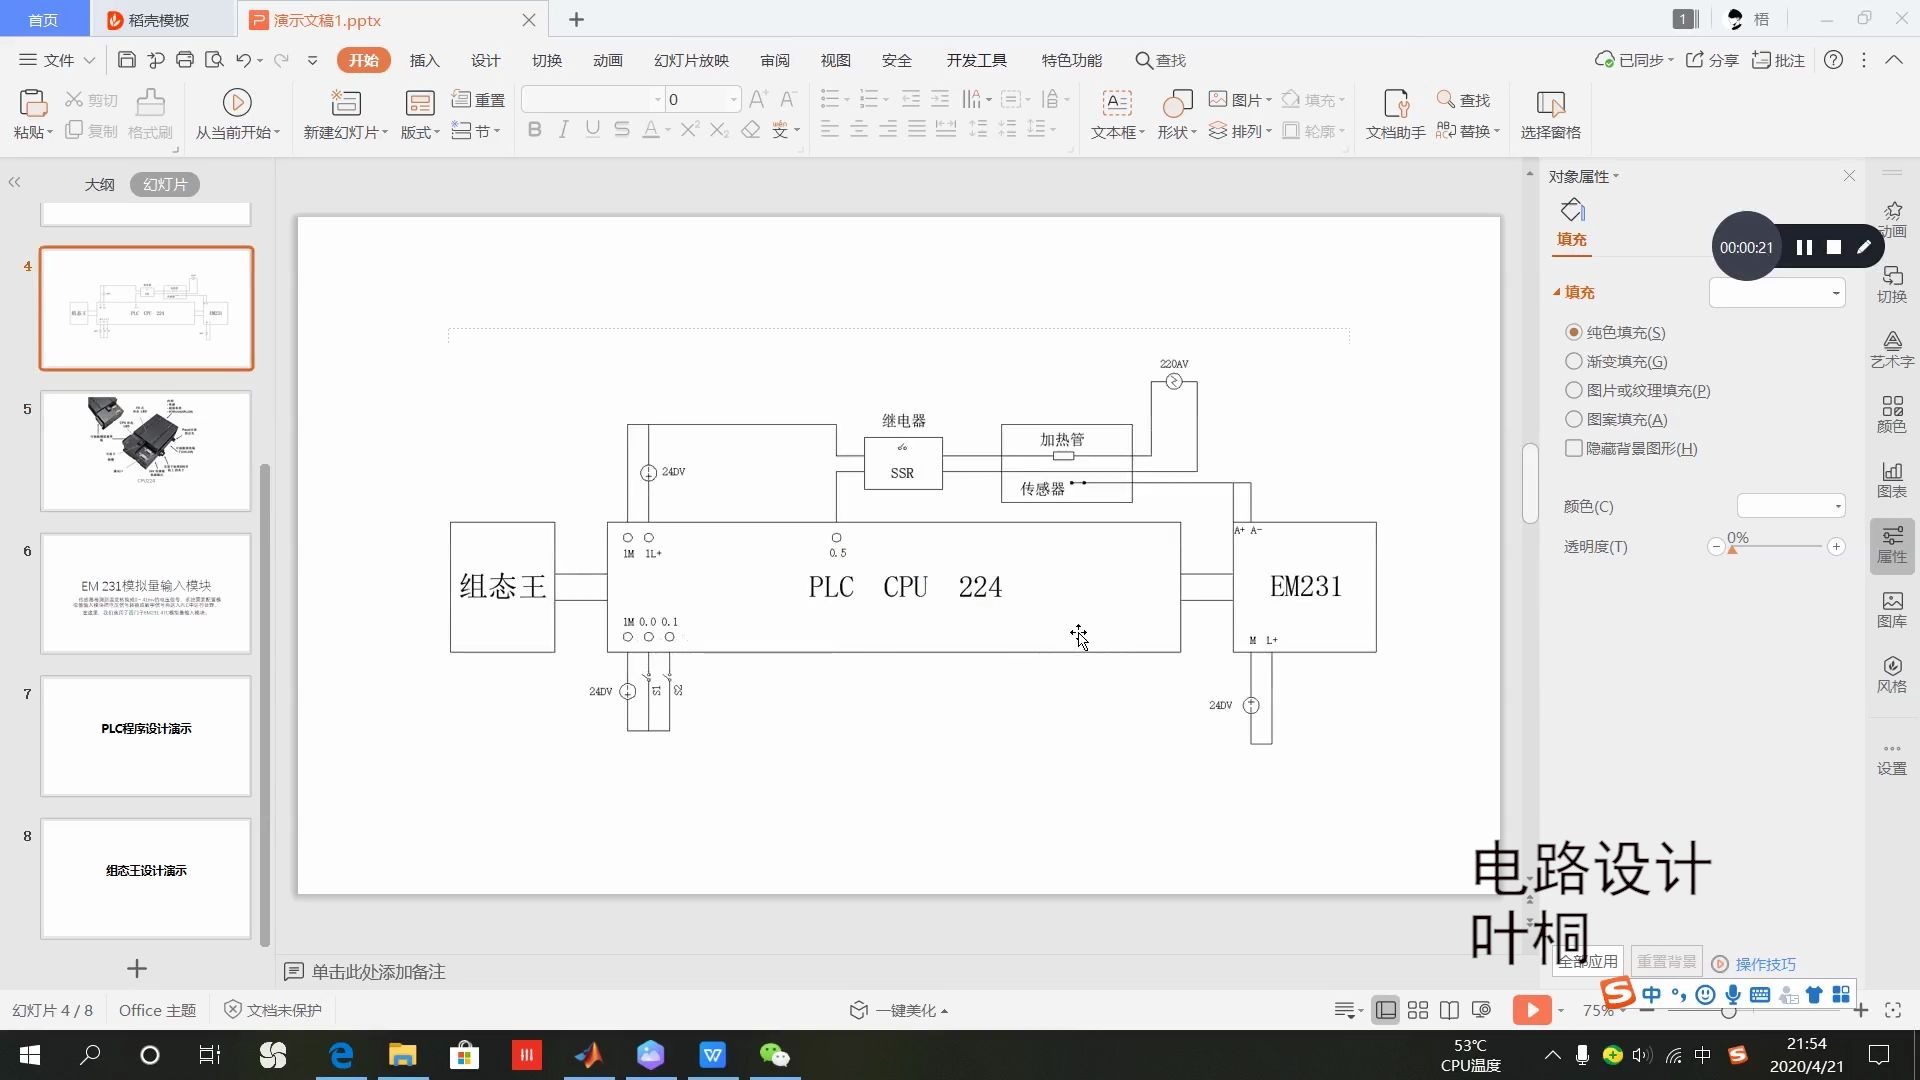 首页
稻壳模板
演示文稿1.pptx
1
梧
文件
开始
插入
设计
切换
动画
幻灯片放映
审阅
视图
安全
开发工具
特色功能
查找
已同步
分享
批注
粘贴
剪切
复制
格式刷
从当前开始
新建幻灯片
版式
重置
节
0
文本框
形状
图片
排列
填充
轮廓
文档助手
查找
替换
选择窗格
大纲
幻灯片
4
组态王
PLC CPU 224
EM231
5
CPU224
6
EM 231模拟量输入模块
7
PLC程序设计演示
8
组态王设计演示
220AV
继电器
SSR
加热管
传感器
24DV
1M 1L+
0.5
A+ A-
组态王
PLC CPU 224
EM231
1M 0.0 0.1
M L+
24DV
S1
S2
24DV
对象属性
填充
00:00:21
填充
纯色填充(S)
渐变填充(G)
图片或纹理填充(P)
图案填充(A)
隐藏背景图形(H)
颜色(C)
透明度(T)
0%
动画
切换
艺术字
颜色
图表
属性
图库
风格
设置
电路设计
叶桐
全部应用
重置背景
操作技巧
单击此处添加备注
幻灯片 4 / 8
Office 主题
文档未保护
一键美化
75%
中
53℃
CPU温度
中
21:54
2020/4/21